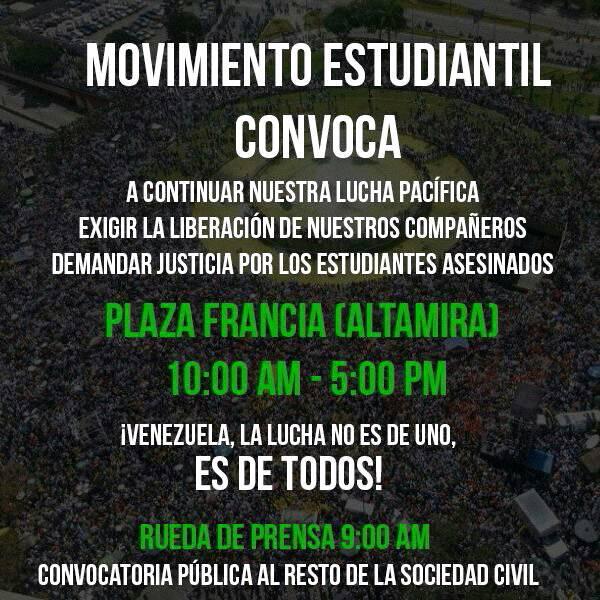 MOVIMIENTO ESTUDIANTIL
CONVOCA
A CONTINUAR NUESTRA LUCHA PACÍFICA
EXIGIR LA LIBERACIÓN DE NUESTROS COMPAÑEROS
DEMANDAR JUSTICIA POR LOS ESTUDIANTES ASESINADOS
PLAZA FRANCIA (ALTAMIRA)
10:00 AM - 5:00 PM
¡VENEZUELA, LA LUCHA NO ES DE UNO,
ES DE TODOS!
RUEDA DE PRENSA 9:00 AM
CONVOCATORIA PÚBLICA AL RESTO DE LA SOCIEDAD CIVIL